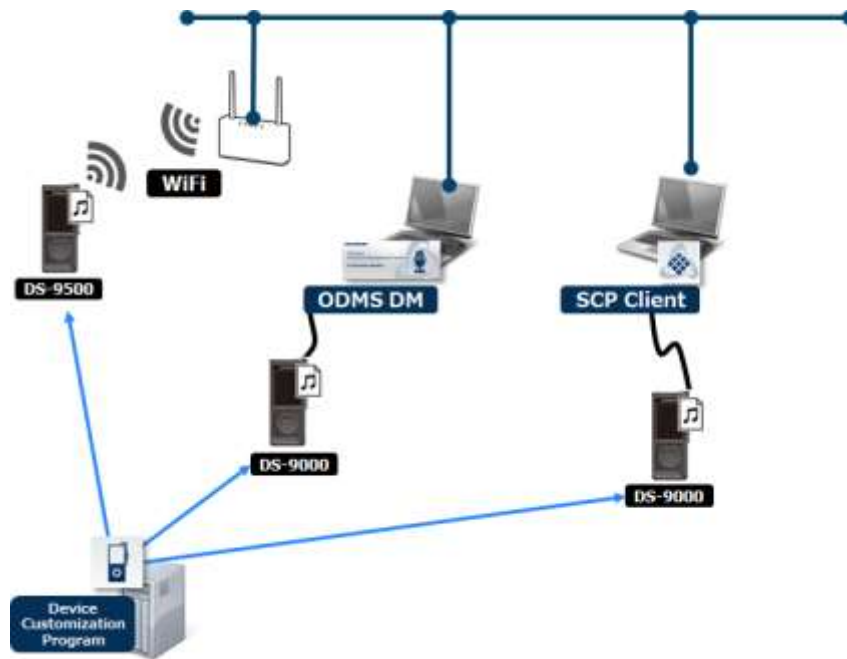 WiFi
DS-9500
ODMS DM
SCP Client
DS-9000
DS-9000
Device
Customization
Program